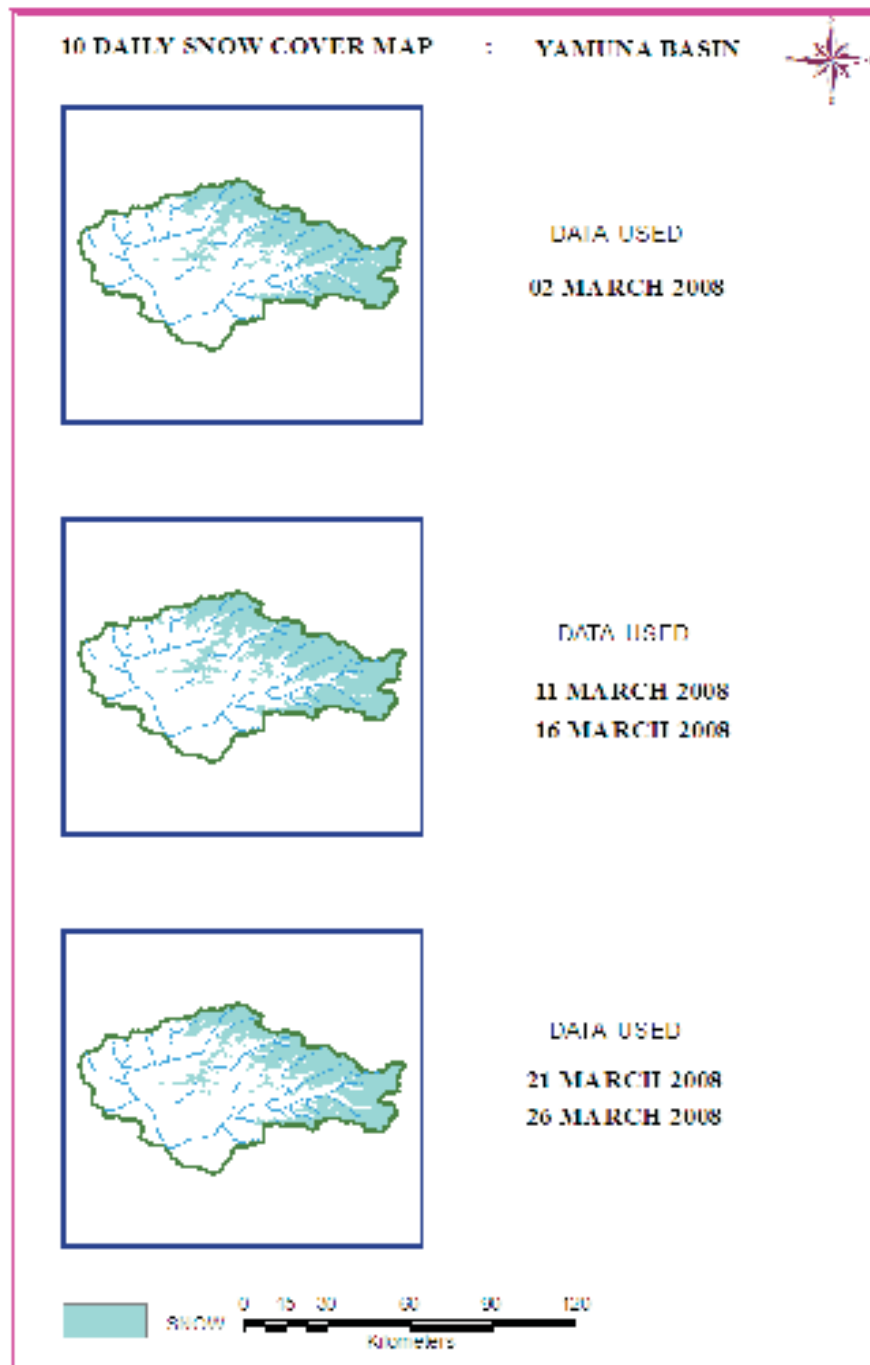 10 DAILY SNOW COVER MAP : YAMUNA BASIN
DATA USED
02 MARCH 2008
DATA USED
11 MARCH 2008
16 MARCH 2008
DATA USED
21 MARCH 2008
26 MARCH 2008
SNOW
0 15 30 60 90 120
Kilometers